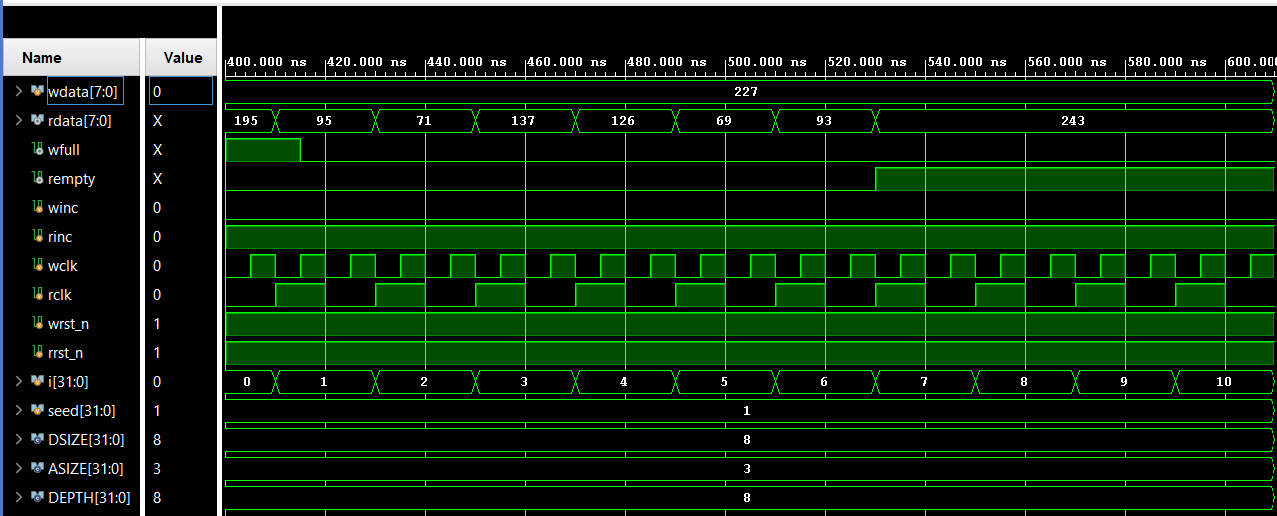 Name Value
400.000 ns 420.000 ns 440.000 ns 460.000 ns 480.000 ns 500.000 ns 520.000 ns 540.000 ns 560.000 ns 580.000 ns 600.000
wdata[7:0] 0 227
rdata[7:0] X 195 95 71 137 126 69 93 243
wfull X
rempty X
winc 0
rinc 0
wclk 0
rclk 0
wrst_n 1
rrst_n 1
i[31:0] 0 0 1 2 3 4 5 6 7 8 9 10
seed[31:0] 1 1
DSIZE[31:0] 8 8
ASIZE[31:0] 3 3
DEPTH[31:0] 8 8